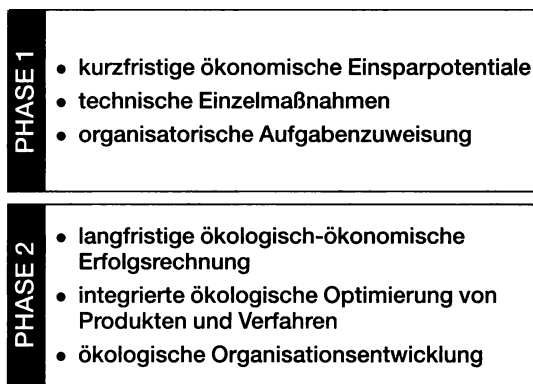 PHASE 1
• kurzfristige ökonomische Einsparpotentiale
• technische Einzelmaßnahmen
• organisatorische Aufgabenzuweisung
PHASE 2
• langfristige ökologisch-ökonomische
Erfolgsrechnung
• integrierte ökologische Optimierung von
Produkten und Verfahren
• ökologische Organisationsentwicklung